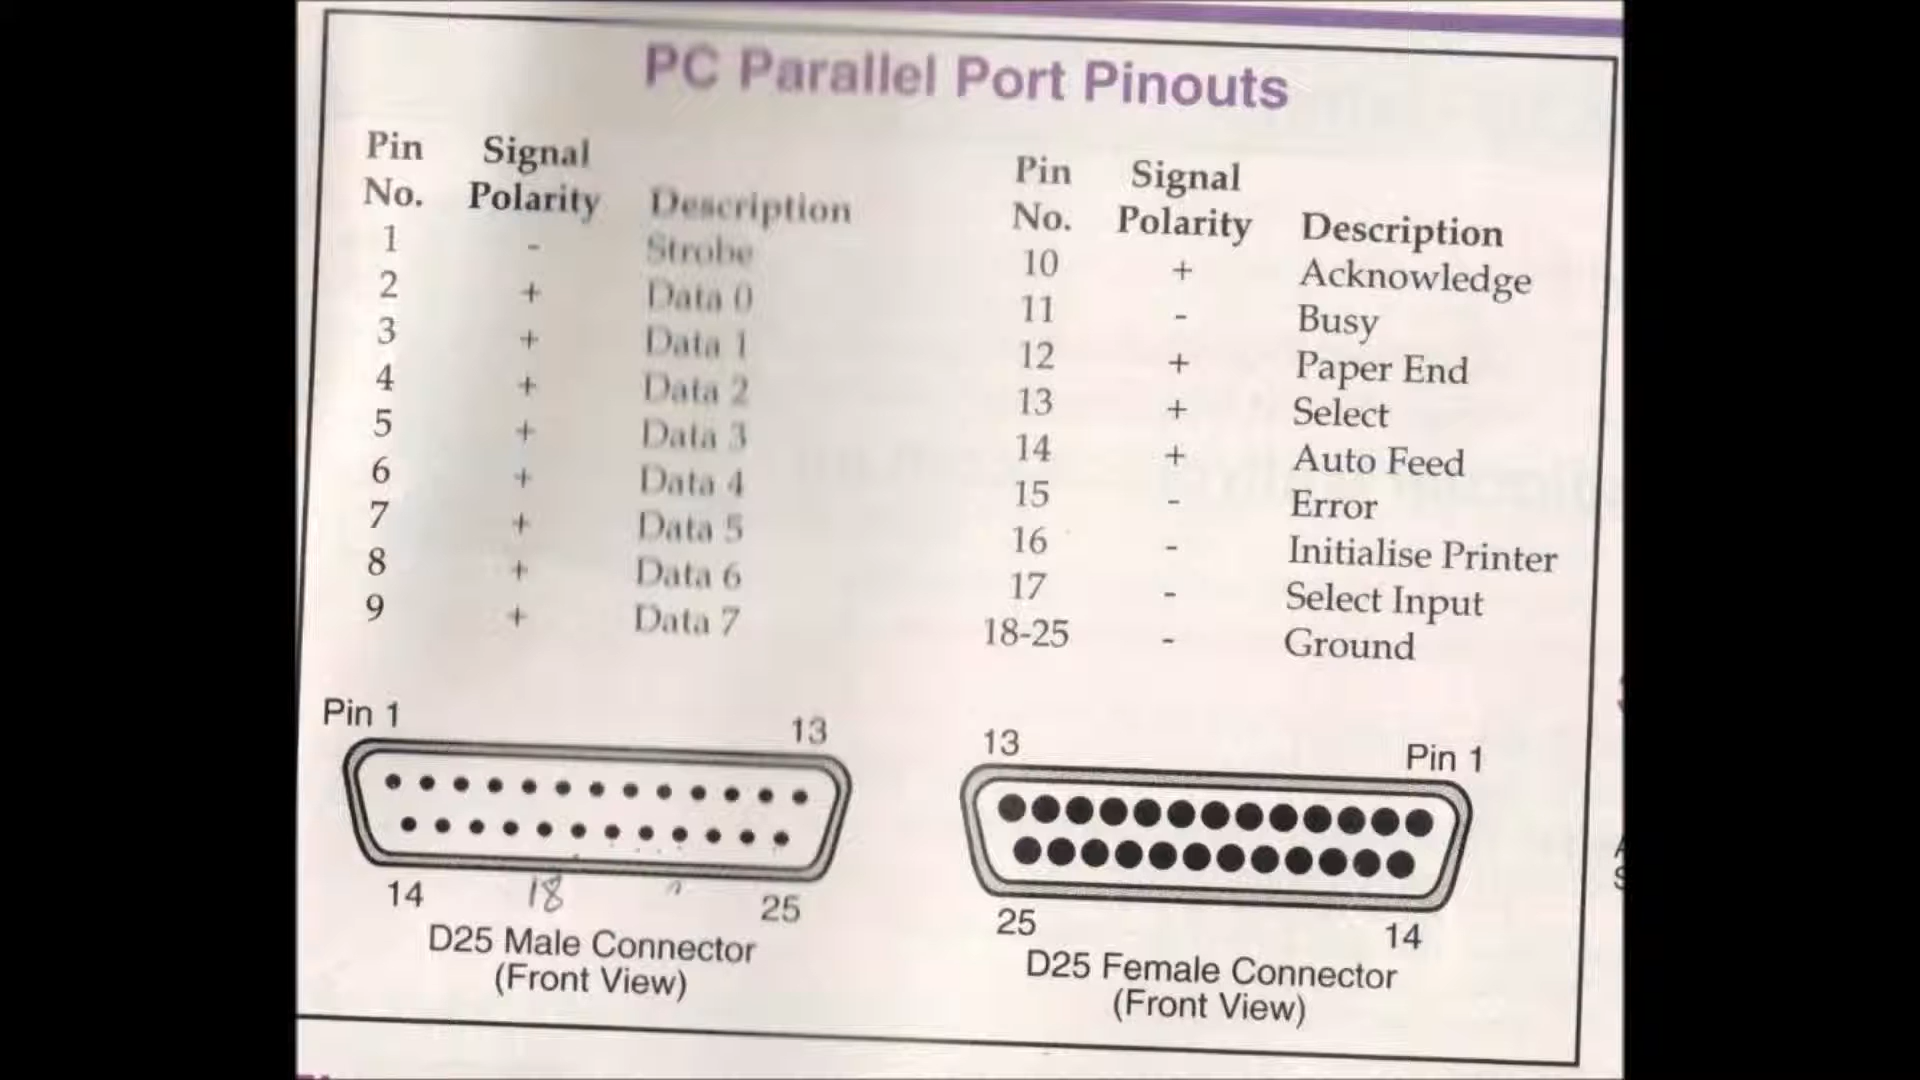 PC Parallel Port Pinouts
Pin Signal
No. Polarity Description
1 - Strobe
2 + Data 0
3 + Data 1
4 + Data 2
5 + Data 3
6 + Data 4
7 + Data 5
8 + Data 6
9 + Data 7
Pin Signal
No. Polarity Description
10 + Acknowledge
11 - Busy
12 + Paper End
13 + Select
14 + Auto Feed
15 - Error
16 - Initialise Printer
17 - Select Input
18-25 - Ground
Pin 1 13
14 18 25
D25 Male Connector
(Front View)
13 Pin 1
25 14
D25 Female Connector
(Front View)